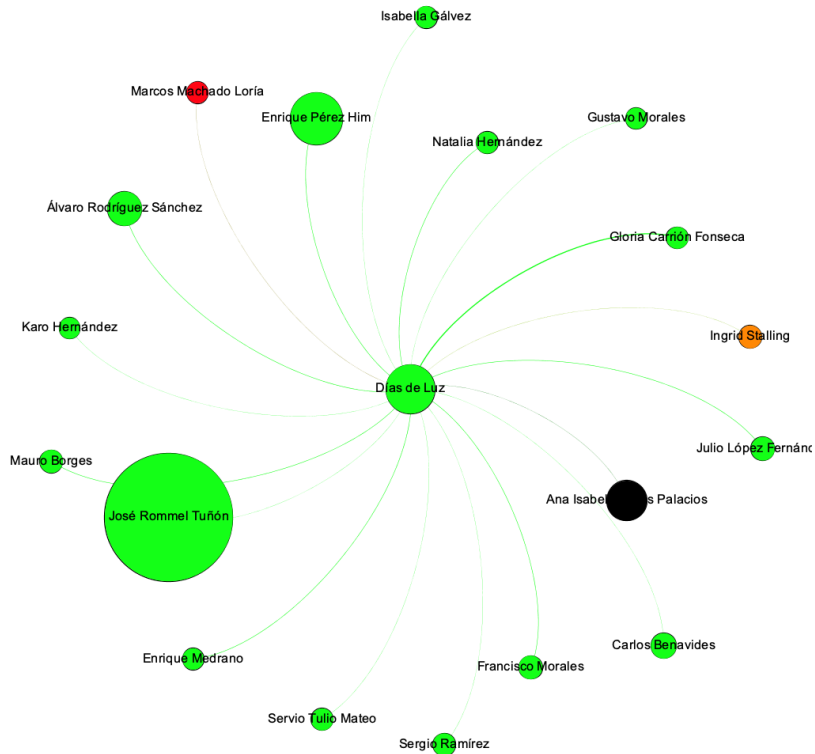 Isabella Gálvez
Marcos Machado Loría
Enrique Pérez Him
Gustavo Morales
Natalia Hernández
Álvaro Rodríguez Sánchez
Gloria Carrión Fonseca
Karo Hernández
Ingrid Stalling
Días de Luz
Julio López Fernánd
Mauro Borges
Ana Isabel Palacios
José Rommel Tuñón
Carlos Benavides
Enrique Medrano
Francisco Morales
Servio Tulio Mateo
Sergio Ramírez